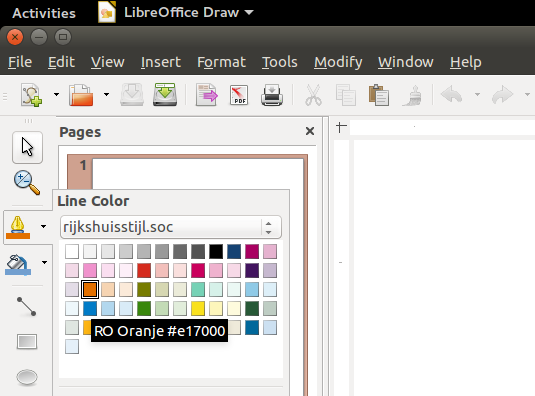 Activities LibreOffice Draw
File Edit View Insert Format Tools Modify Window Help
PDF
Pages
1
Line Color
rijkshuisstijl.soc
RO Oranje #e17000